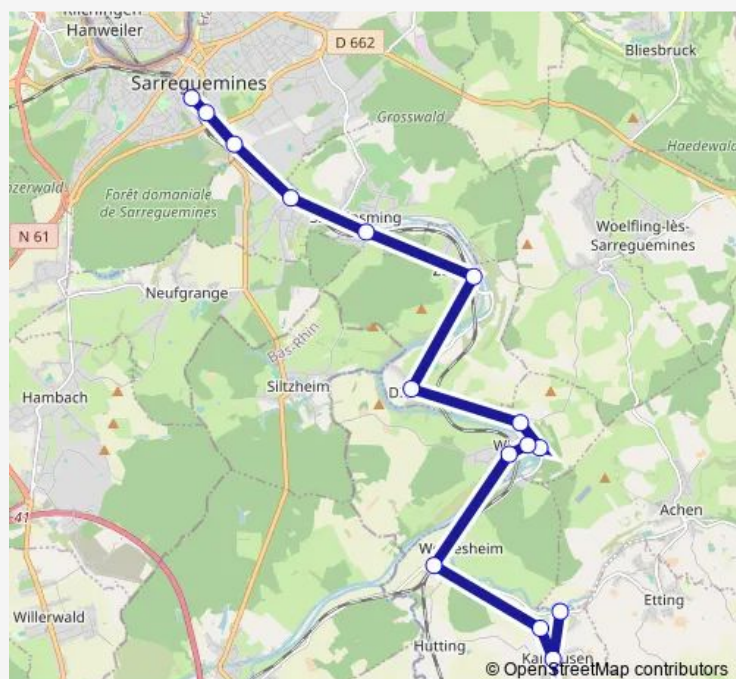 Hanweiler
D 662
Bliesbruck
Sarreguemines
Grosswald
Forêt domaniale
de Sarreguemines
N 61
Woelfling-lès-
Sarreguemines
Neufgrange
Bas-Rhin
Siltzheim
Hambach
41
Achen
Willerwald
Etting
Hutting
© OpenStreetMap contributors